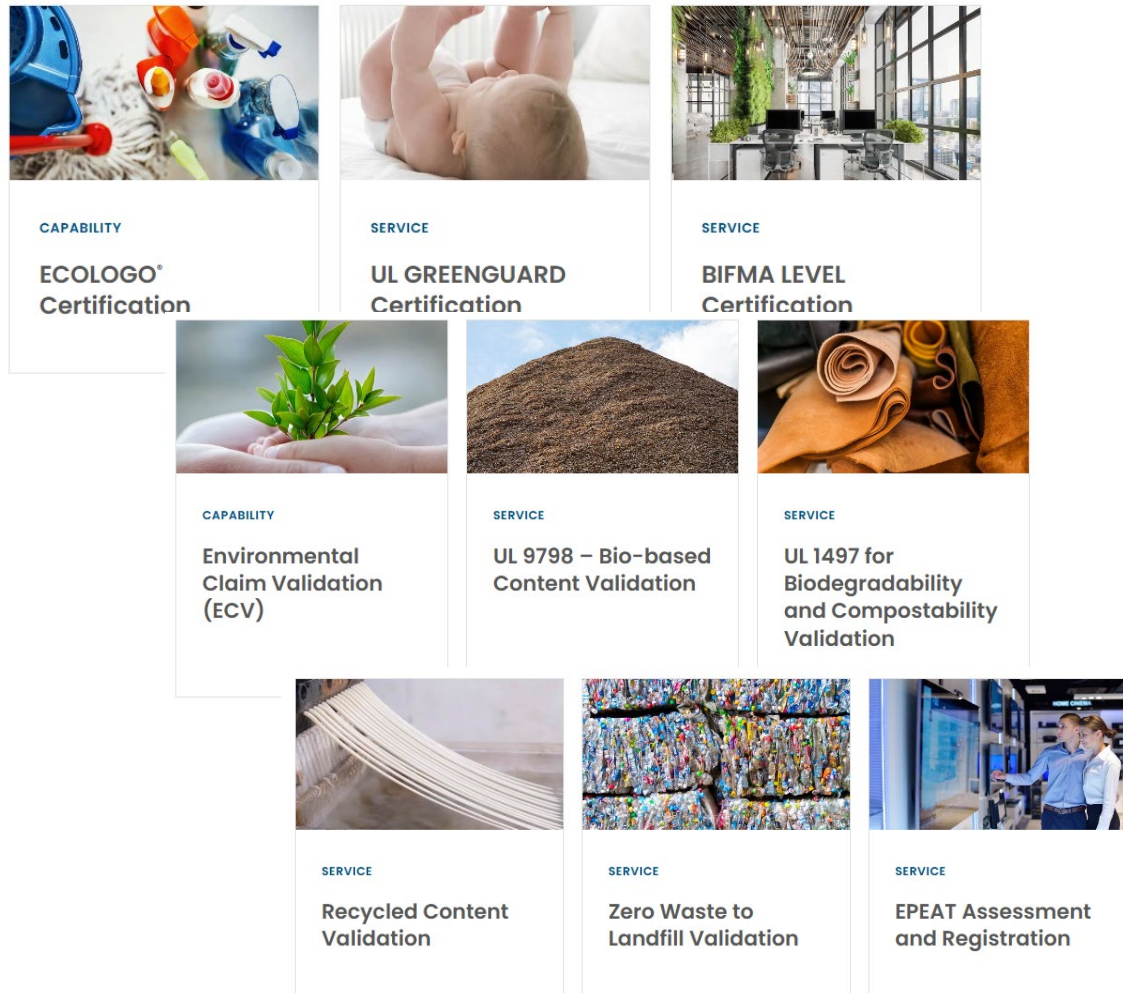 CAPABILITY
ECOLOGO®
Certification
SERVICE
UL GREENGUARD
Certification
SERVICE
BIFMA LEVEL
Certification
CAPABILITY
Environmental
Claim Validation
(ECV)
SERVICE
UL 9798 – Bio-based
Content Validation
SERVICE
UL 1497 for
Biodegradability
and Compostability
Validation
HOME CINEMA
SERVICE
Recycled Content
Validation
SERVICE
Zero Waste to
Landfill Validation
SERVICE
EPEAT Assessment
and Registration